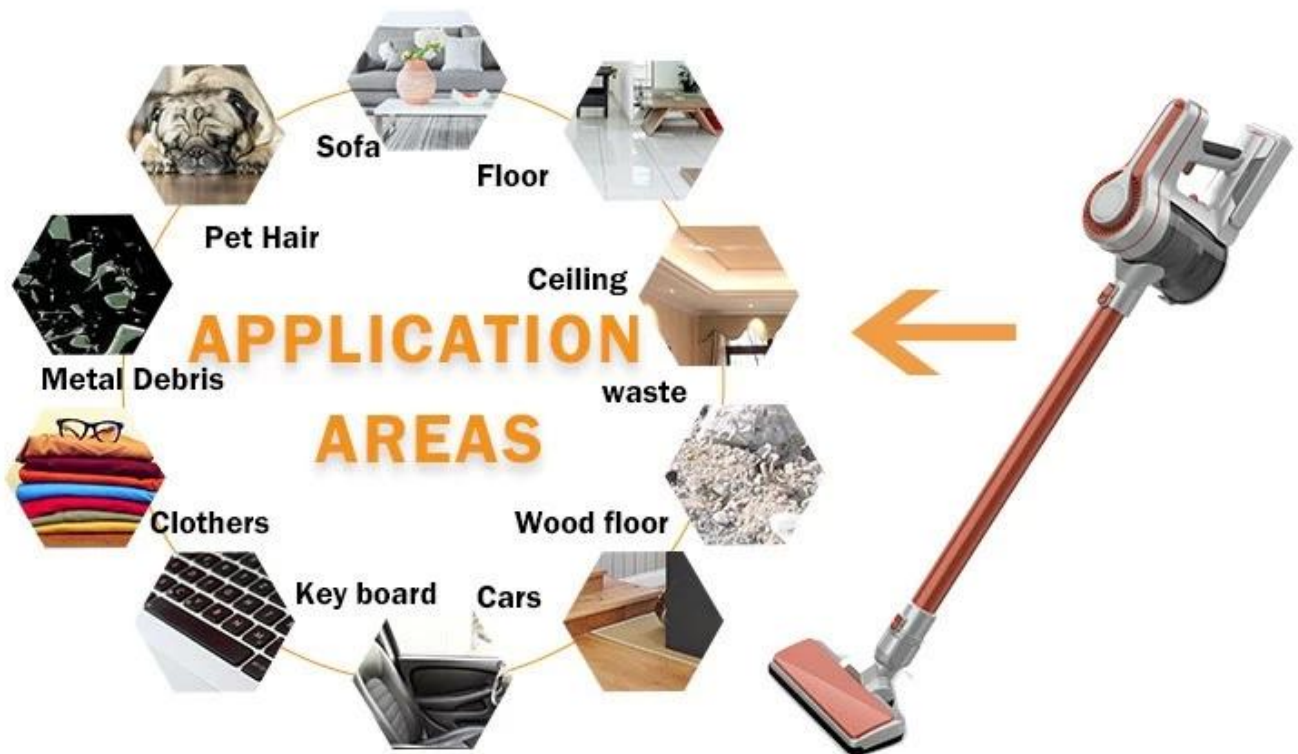 Sofa
Floor
Pet Hair
Ceiling
APPLICATION
Metal Debris
waste
AREAS
Clothers
Wood floor
Key board
Cars